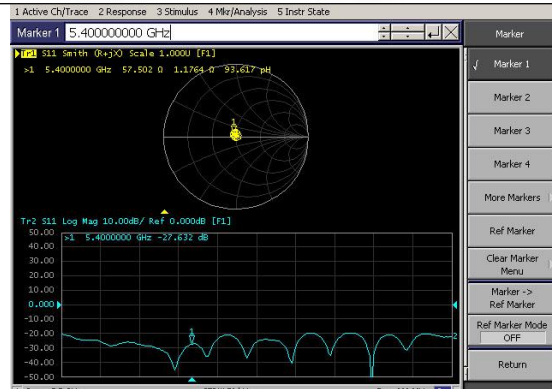 1 Active Ch/Trace 2 Response 3 Stimulus 4 Mkr/Analysis 5 Instr State
Marker 1 5.400000000 GHz
Tr1 S11 Smith (R+jX) Scale 1.000U [F1]
>1 5.4000000 GHz 57.502 Ω 1.1764 Ω 93.617 pH
1
Tr2 S11 Log Mag 10.00dB/ Ref 0.000dB [F1]
50.00
>1 5.4000000 GHz -27.632 dB
40.00
30.00
20.00
10.00
0.000
-10.00
-20.00
-30.00
-40.00
-50.00
1
2
Marker
√ Marker 1
Marker 2
Marker 3
Marker 4
More Markers
Ref Marker
Clear Marker
Menu
Marker ->
Ref Marker
Ref Marker Mode
OFF
Return